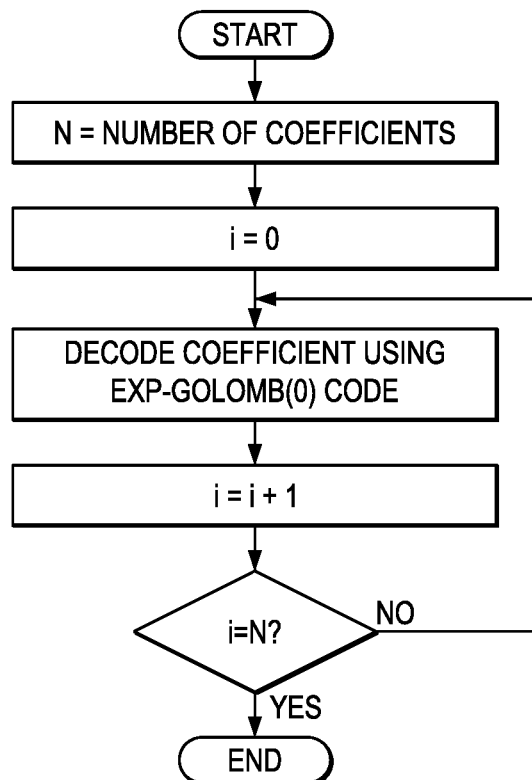 START
N = NUMBER OF COEFFICIENTS
i = 0
DECODE COEFFICIENT USING
EXP-GOLOMB(0) CODE
i = i + 1
i=N?
NO
YES
END